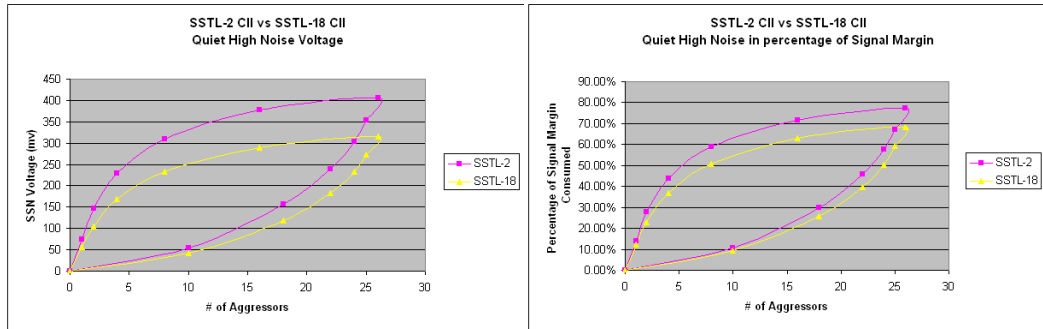 SSTL-2 CII vs SSTL-18 CII
Quiet High Noise Voltage
SSN Voltage (mv)
450
400
350
300
250
200
150
100
50
0
0 5 10 15 20 25 30
# of Aggressors
SSTL-2
SSTL-18
SSTL-2 CII vs SSTL-18 CII
Quiet High Noise in percentage of Signal Margin
Percentage of Signal Margin
Consumed
90.00%
80.00%
70.00%
60.00%
50.00%
40.00%
30.00%
20.00%
10.00%
0.00%
0 5 10 15 20 25 30
# of Aggressors
SSTL-2
SSTL-18